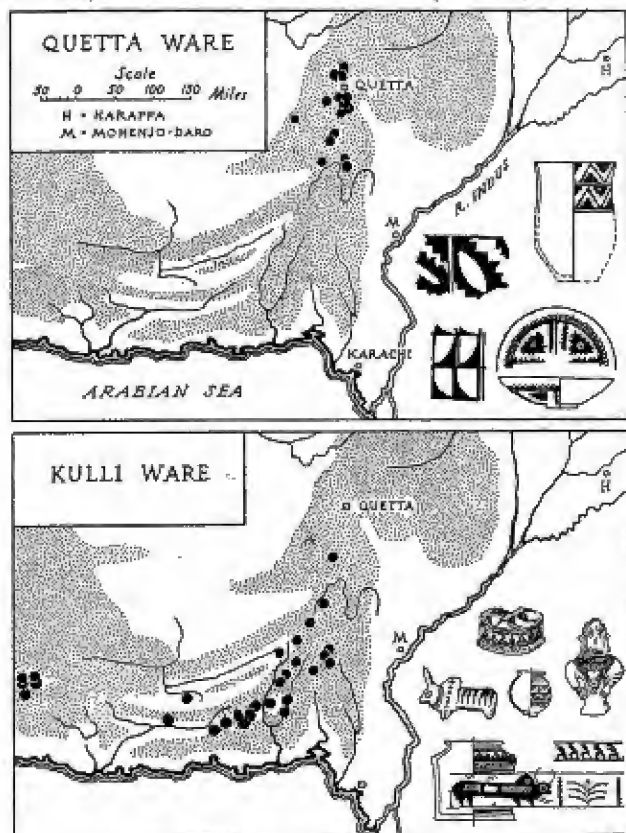 QUETTA WARE
Scale
50 0 50 100 150 Miles
H = HARAPPA
M = MOHENJO-DARO
QUETTA
H
M
R. INDUS
KARACHI
ARABIAN SEA
KULLI WARE
QUETTA
H
M